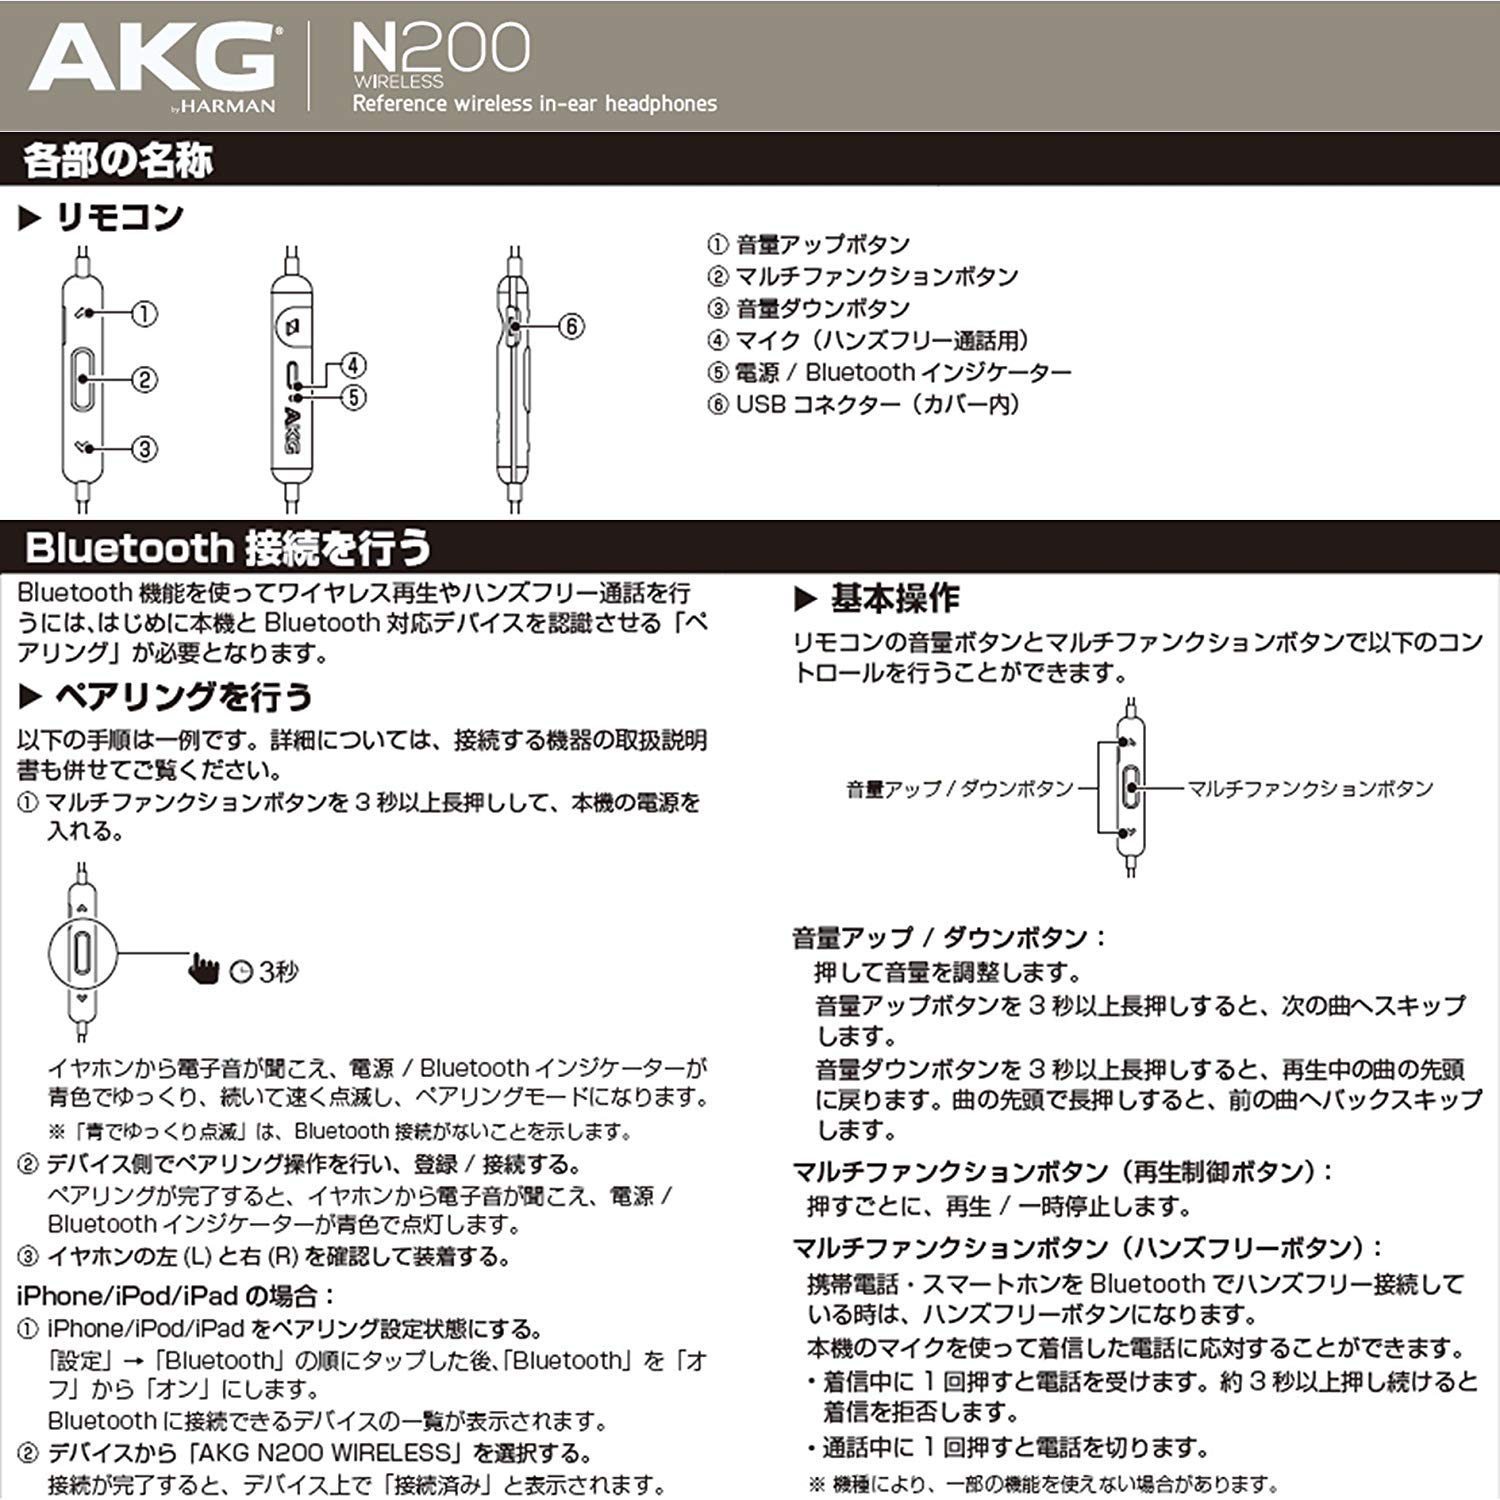 AKG®
by HARMAN
N200
WIRELESS
Reference wireless in-ear headphones
各部の名称
▶ リモコン
①
②
③
④
⑤
AKG
⑥
① 音量アップボタン
② マルチファンクションボタン
③ 音量ダウンボタン
④ マイク（ハンズフリー通話用）
⑤ 電源 / Bluetooth インジケーター
⑥ USB コネクター（カバー内）
Bluetooth 接続を行う
Bluetooth 機能を使ってワイヤレス再生やハンズフリー通話を行
うには、はじめに本機と Bluetooth 対応デバイスを認識させる「ペ
アリング」が必要となります。
▶ ペアリングを行う
以下の手順は一例です。詳細については、接続する機器の取扱説明
書も併せてご覧ください。
① マルチファンクションボタンを 3 秒以上長押しして、本機の電源を
入れる。
3秒
イヤホンから電子音が聞こえ、電源 / Bluetooth インジケーターが
青色でゆっくり、続いて速く点滅し、ペアリングモードになります。
※「青でゆっくり点滅」は、Bluetooth 接続がないことを示します。
② デバイス側でペアリング操作を行い、登録 / 接続する。
ペアリングが完了すると、イヤホンから電子音が聞こえ、電源 /
Bluetooth インジケーターが青色で点灯します。
③ イヤホンの左 (L) と右 (R) を確認して装着する。
iPhone/iPod/iPad の場合：
① iPhone/iPod/iPad をペアリング設定状態にする。
「設定」→「Bluetooth」の順にタップした後、「Bluetooth」を「オ
フ」から「オン」にします。
Bluetooth に接続できるデバイスの一覧が表示されます。
② デバイスから「AKG N200 WIRELESS」を選択する。
接続が完了すると、デバイス上で「接続済み」と表示されます。
▶ 基本操作
リモコンの音量ボタンとマルチファンクションボタンで以下のコン
トロールを行うことができます。
音量アップ / ダウンボタン
マルチファンクションボタン
音量アップ / ダウンボタン：
押して音量を調整します。
音量アップボタンを 3 秒以上長押しすると、次の曲へスキップ
します。
音量ダウンボタンを 3 秒以上長押しすると、再生中の曲の先頭
に戻ります。曲の先頭で長押しすると、前の曲へバックスキップ
します。
マルチファンクションボタン（再生制御ボタン）：
押すごとに、再生 / 一時停止します。
マルチファンクションボタン（ハンズフリーボタン）：
携帯電話・スマートホンを Bluetooth でハンズフリー接続して
いる時は、ハンズフリーボタンになります。
本機のマイクを使って着信した電話に応対することができます。
・着信中に 1 回押すと電話を受けます。約 3 秒以上押し続けると
着信を拒否します。
・通話中に 1 回押すと電話を切ります。
※ 機種により、一部の機能を使えない場合があります。